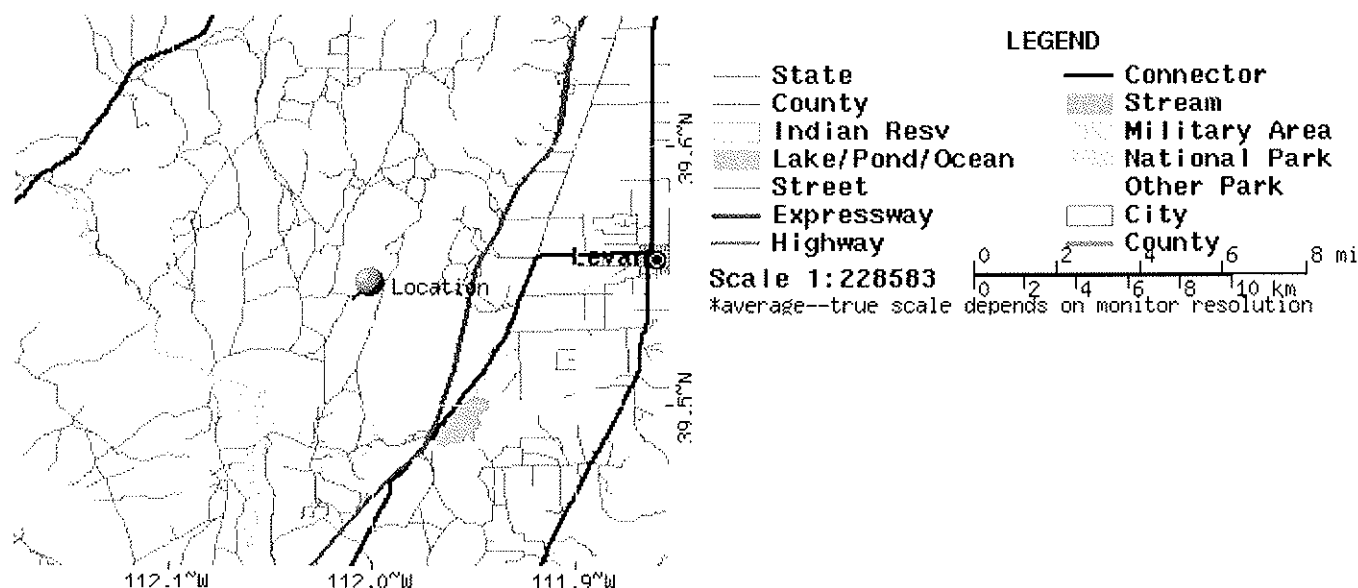 LEGEND
State
County
Indian Resv
Lake/Pond/Ocean
Street
Expressway
Highway
Connector
Stream
Military Area
National Park
Other Park
City
County
0 2 4 6 8 mi
Scale 1:228583
0 2 4 6 8 10 km
*average--true scale depends on monitor resolution
39.6~N
Levan
Location
39.5~N
112.1~W 112.0~W 111.9~W